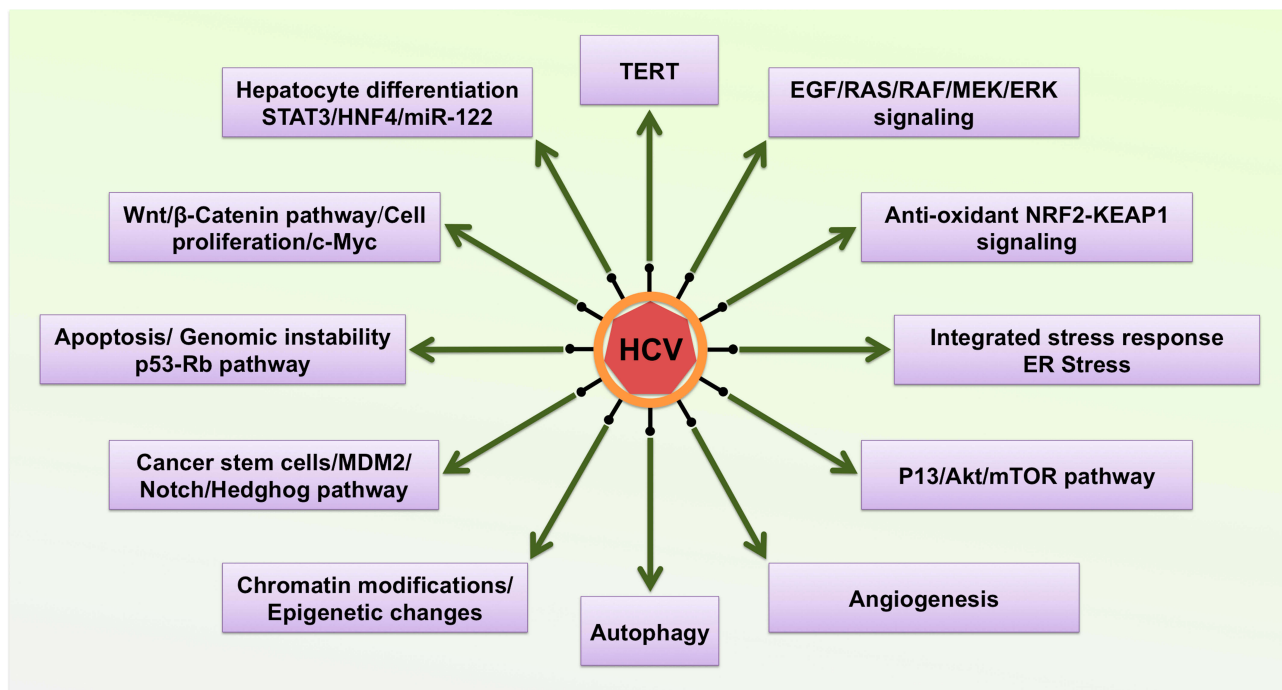 TERT
Hepatocyte differentiation
STAT3/HNF4/miR-122
EGF/RAS/RAF/MEK/ERK
signaling
Wnt/β-Catenin pathway/Cell
proliferation/c-Myc
Anti-oxidant NRF2-KEAP1
signaling
Apoptosis/ Genomic instability
p53-Rb pathway
HCV
Integrated stress response
ER Stress
Cancer stem cells/MDM2/
Notch/Hedghog pathway
P13/Akt/mTOR pathway
Chromatin modifications/
Epigenetic changes
Autophagy
Angiogenesis